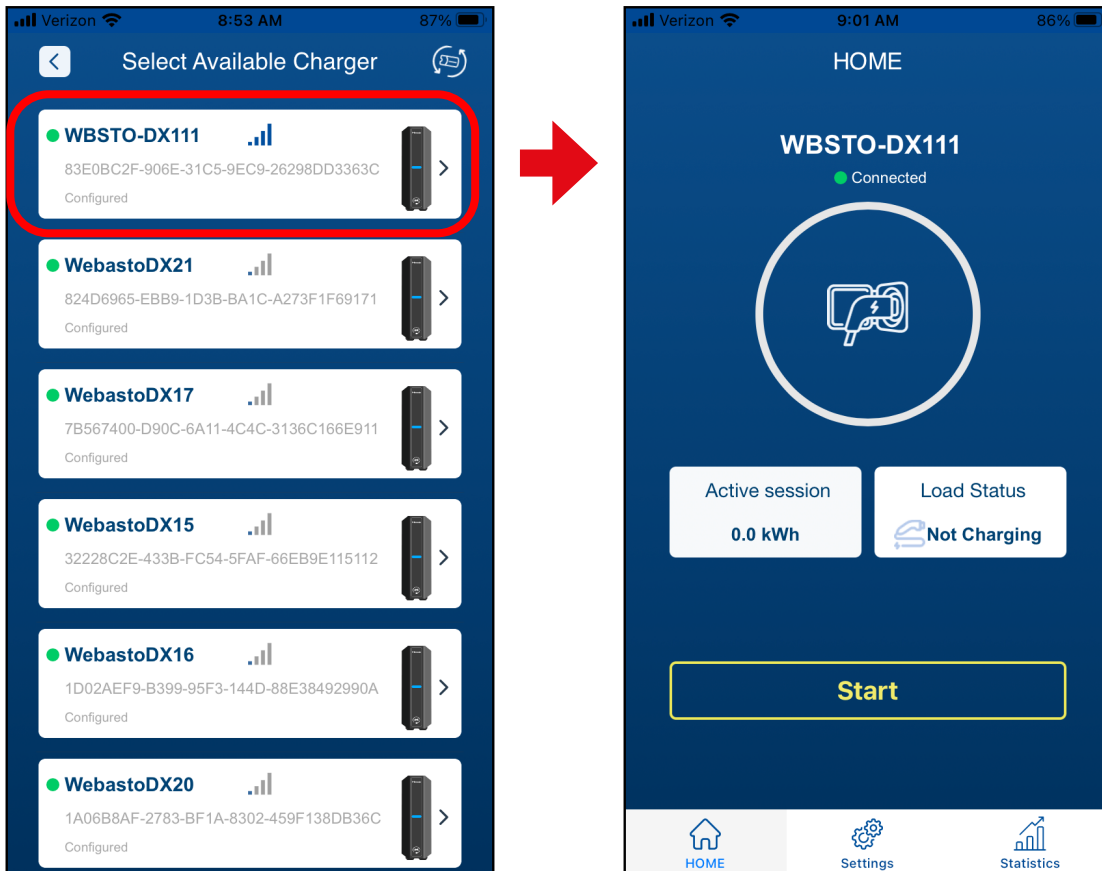 Verizon 8:53 AM 87%
Select Available Charger
WBSTO-DX111
83E0BC2F-906E-31C5-9EC9-26298DD3363C
Configured
WebastoDX21
824D6965-EBB9-1D3B-BA1C-A273F1F69171
Configured
WebastoDX17
7B567400-D90C-6A11-4C4C-3136C166E911
Configured
WebastoDX15
32228C2E-433B-FC54-5FAF-66EB9E115112
Configured
WebastoDX16
1D02AEF9-B399-95F3-144D-88E38492990A
Configured
WebastoDX20
1A06B8AF-2783-BF1A-8302-459F138DB36C
Configured
Verizon 9:01 AM 86%
HOME
WBSTO-DX111
Connected
Active session
0.0 kWh
Load Status
Not Charging
Start
HOME Settings Statistics